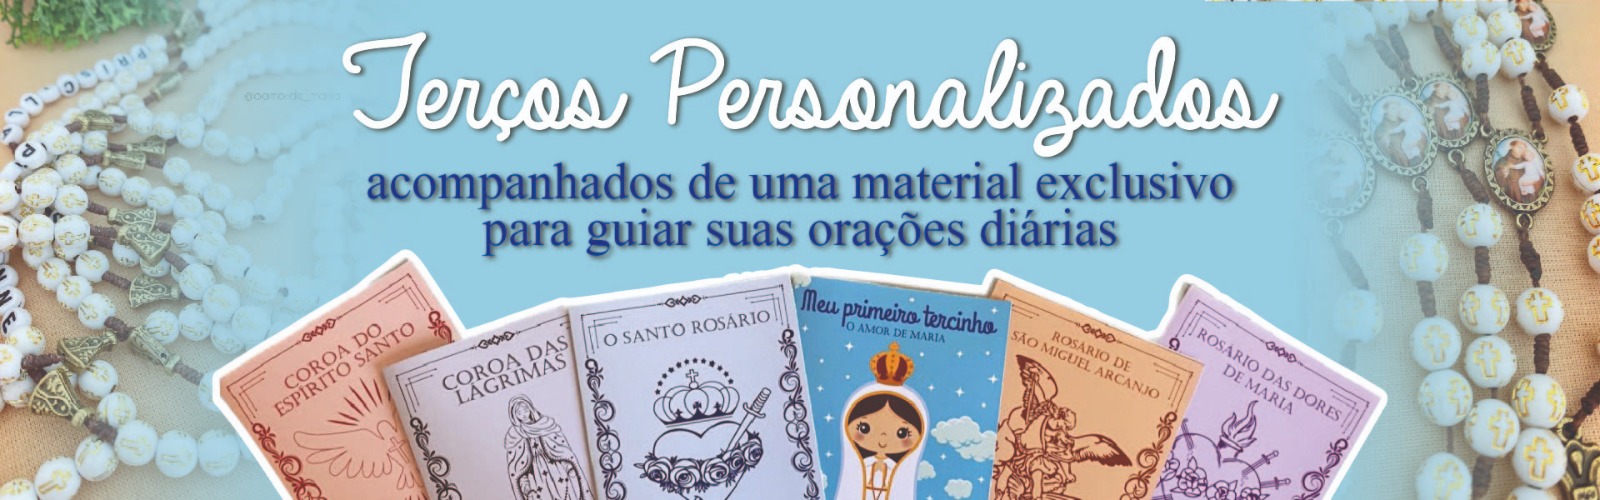 Terços Personalizados
acompanhados de uma material exclusivo
para guiar suas orações diárias
COROA DO
ESPÍRITO SANTO
COROA DAS
LÁGRIMAS
O SANTO ROSÁRIO
Meu primeiro tercinho
O AMOR DE MARIA
ROSÁRIO DE
SÃO MIGUEL ARCANJO
ROSÁRIO DAS DORES
DE MARIA